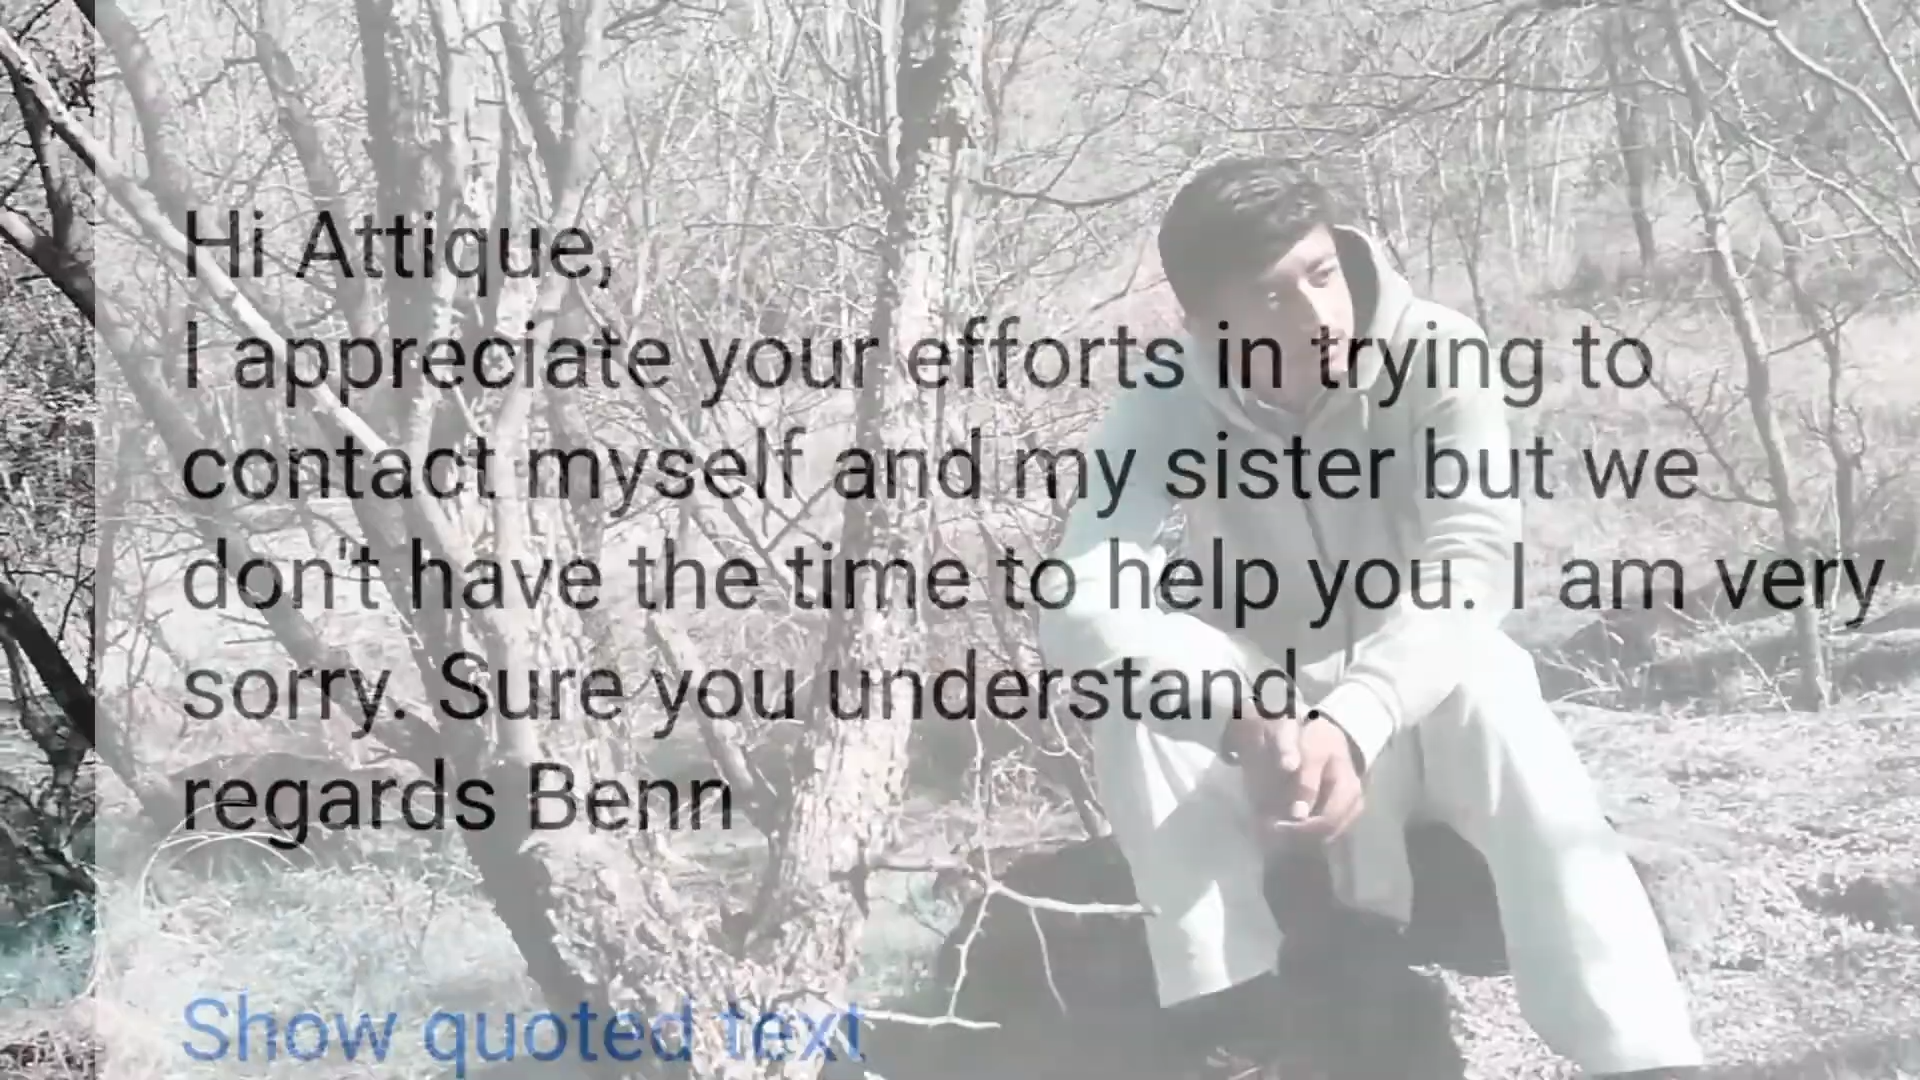 Hi Attique,
I appreciate your efforts in trying to
contact myself and my sister but we
don't have the time to help you. I am very
sorry. Sure you understand.
regards Benn
Show quoted text